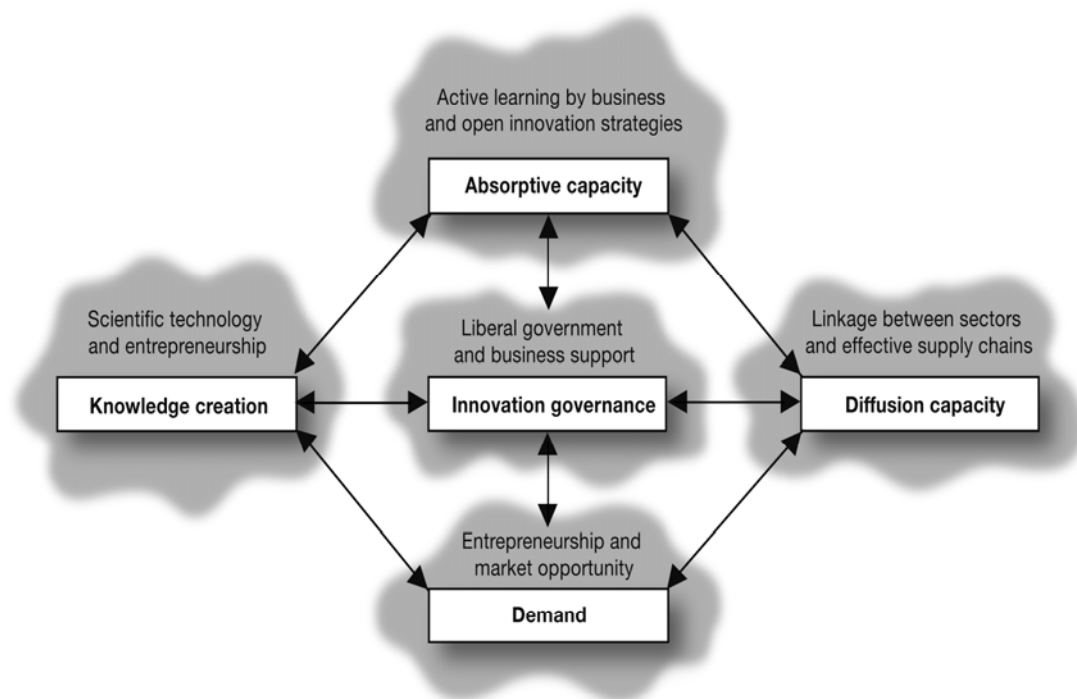 Active learning by business
and open innovation strategies
Absorptive capacity
Scientific technology
and entrepreneurship
Knowledge creation
Liberal government
and business support
Innovation governance
Linkage between sectors
and effective supply chains
Diffusion capacity
Entrepreneurship and
market opportunity
Demand